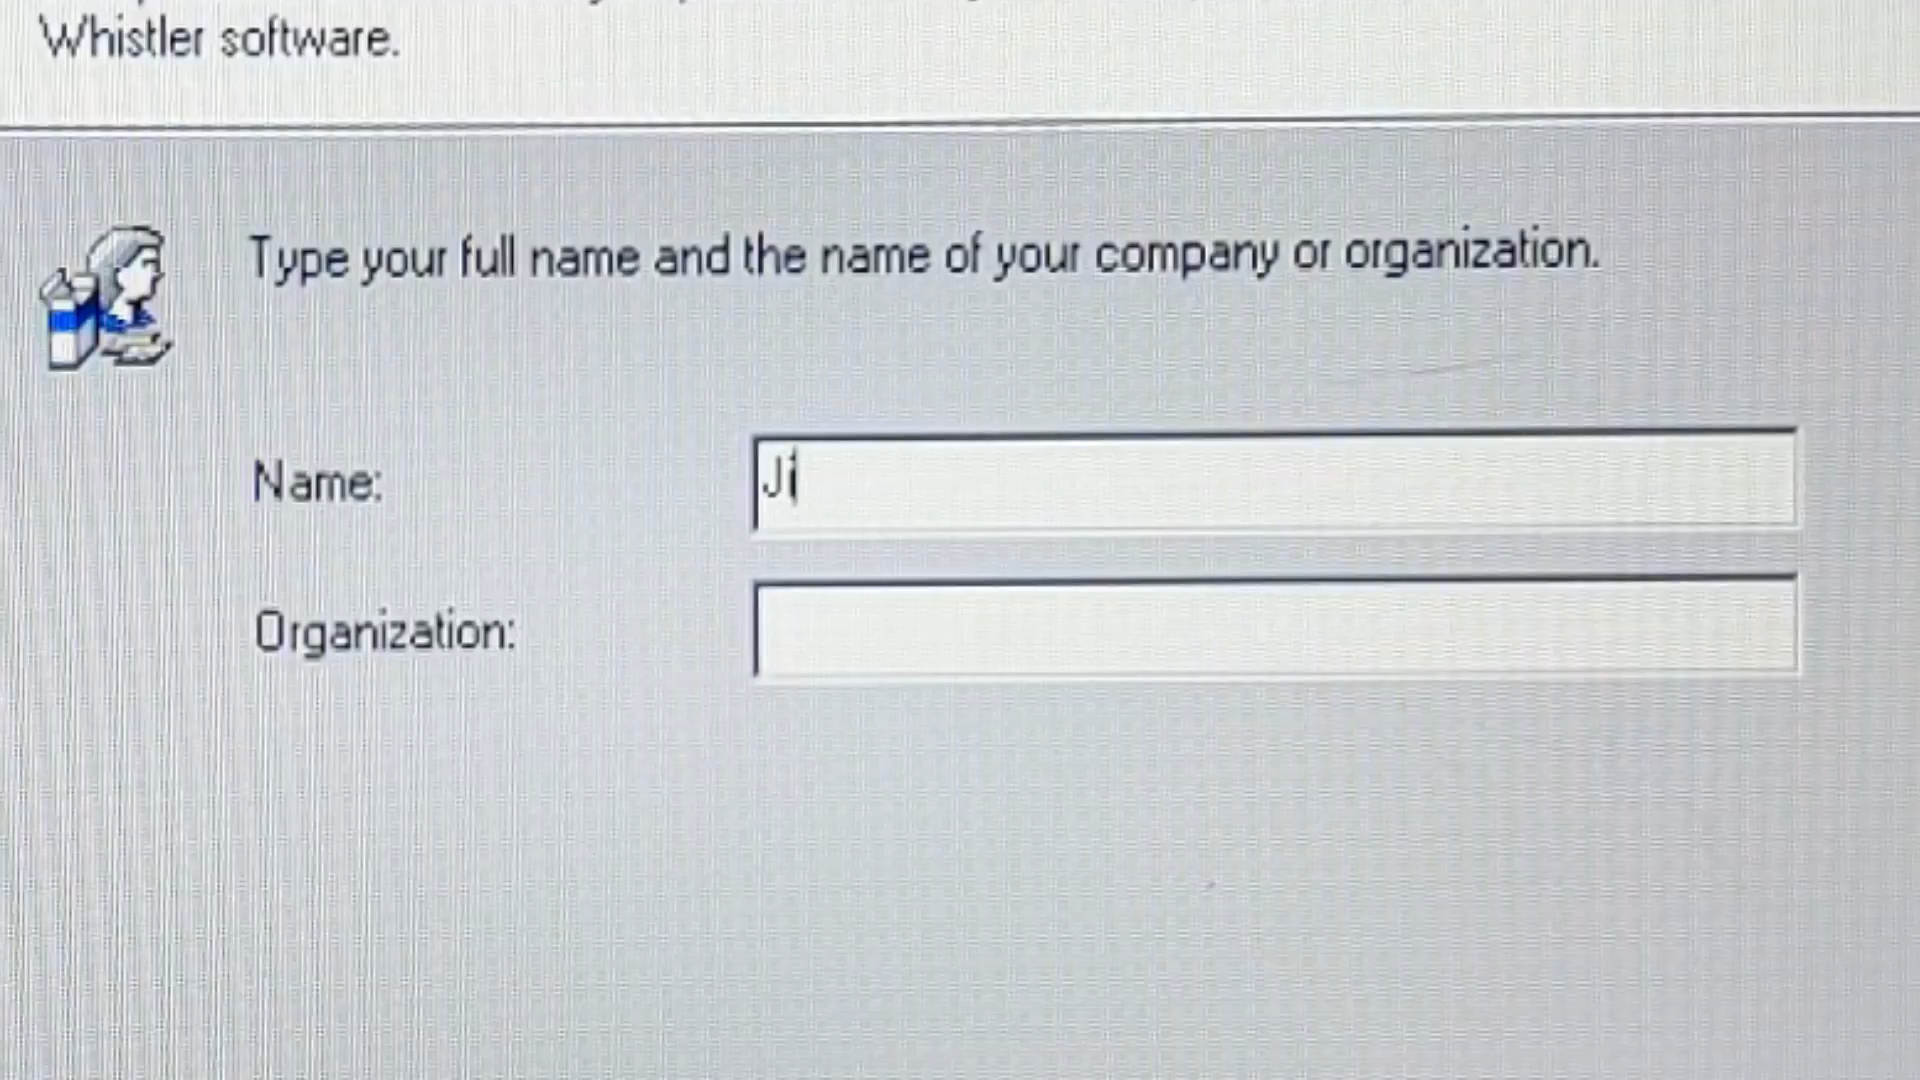 Whistler software.
Type your full name and the name of your company or organization.
Name:
Ji
Organization: